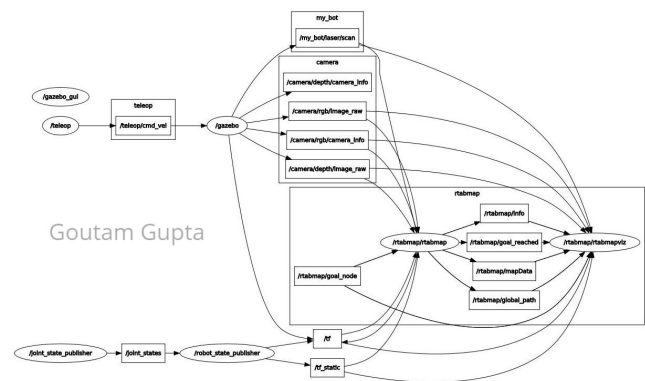 my_bot
/my_bot/laser/scan
camera
/camera/depth/camera_info
/gazebo_gui
teleop
/camera/rgb/image_raw
/teleop
/teleop/cmd_vel
/gazebo
/camera/rgb/camera_info
/camera/depth/image_raw
rtabmap
/rtabmap/info
Goutam Gupta
/rtabmap/rtabmap
/rtabmap/goal_reached
/rtabmap/rtabmapviz
/rtabmap/goal_node
/rtabmap/mapData
/rtabmap/global_path
/tf
/joint_state_publisher
/joint_states
/robot_state_publisher
/tf_static